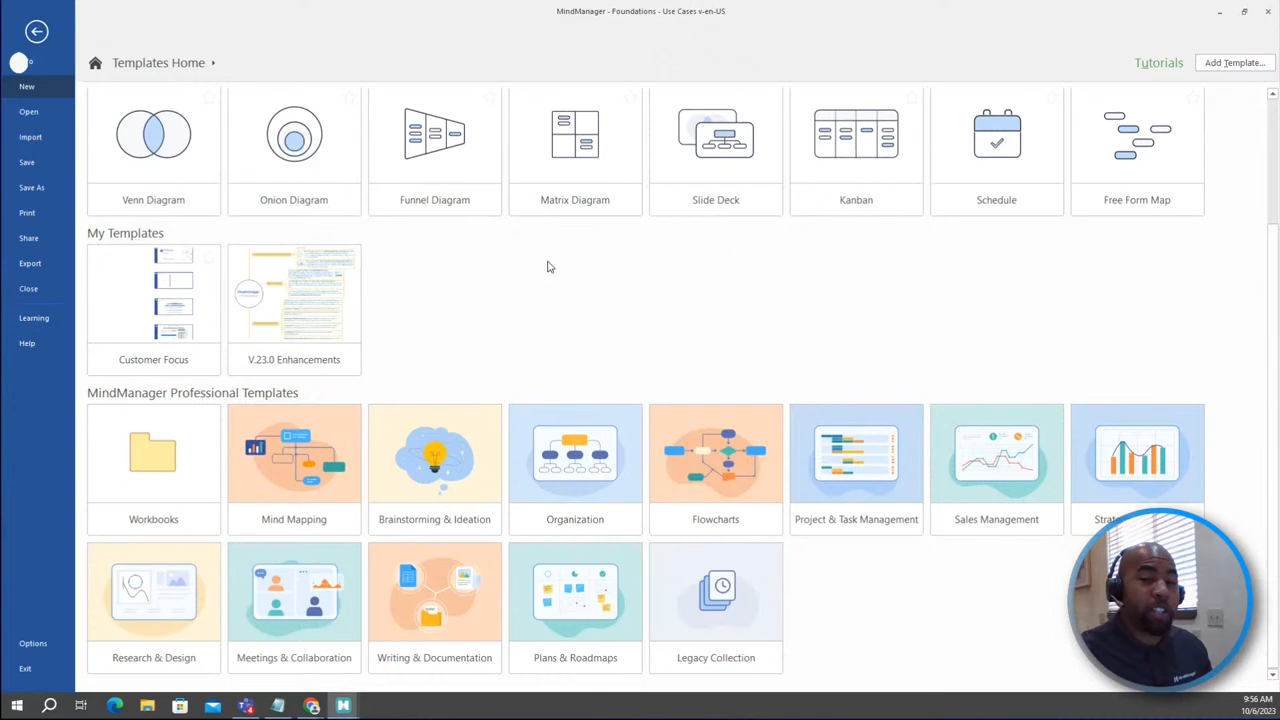 MindManager - Foundations - Use Cases v-en-US
Templates Home
Tutorials
Add Template...
New
Open
Import
Save
Save As
Print
Share
Export
Close
Learning
Help
Options
Exit
Venn Diagram
Onion Diagram
Funnel Diagram
Matrix Diagram
Slide Deck
Kanban
Schedule
Free Form Map
My Templates
Customer Focus
V.23.0 Enhancements
MindManager Professional Templates
Workbooks
Mind Mapping
Brainstorming & Ideation
Organization
Flowcharts
Project & Task Management
Sales Management
Research & Design
Meetings & Collaboration
Writing & Documentation
Plans & Roadmaps
Legacy Collection
9:56 AM
10/6/2023